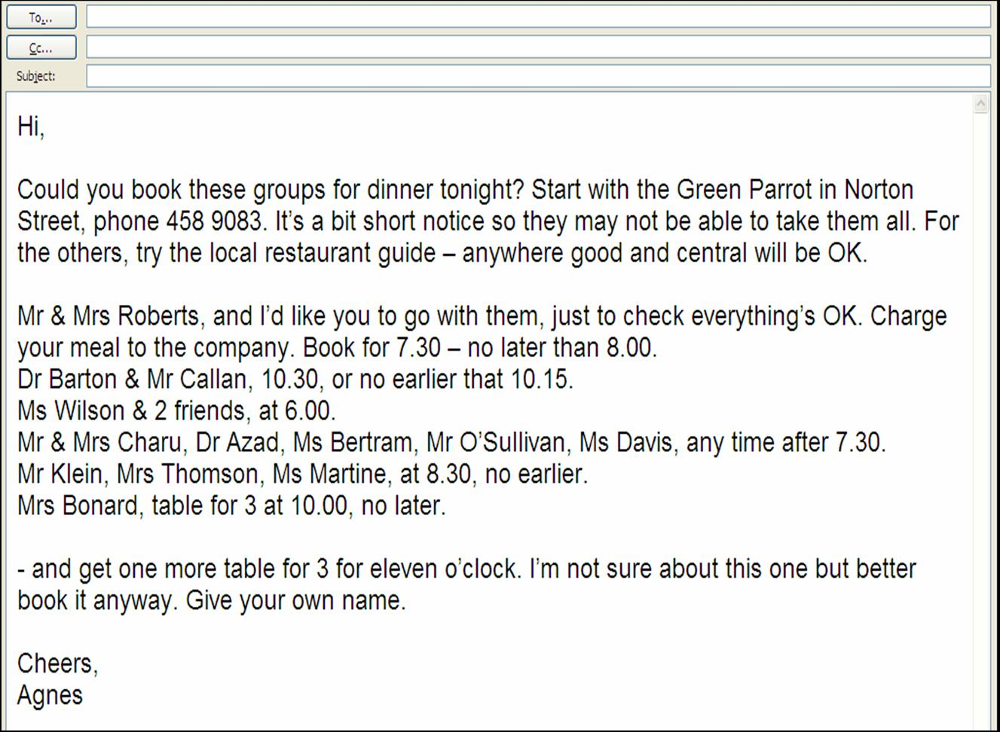 To...
Cc...
Subject:
Hi,
Could you book these groups for dinner tonight? Start with the Green Parrot in Norton
Street, phone 458 9083. It’s a bit short notice so they may not be able to take them all. For
the others, try the local restaurant guide – anywhere good and central will be OK.
Mr & Mrs Roberts, and I’d like you to go with them, just to check everything’s OK. Charge
your meal to the company. Book for 7.30 – no later than 8.00.
Dr Barton & Mr Callan, 10.30, or no earlier that 10.15.
Ms Wilson & 2 friends, at 6.00.
Mr & Mrs Charu, Dr Azad, Ms Bertram, Mr O’Sullivan, Ms Davis, any time after 7.30.
Mr Klein, Mrs Thomson, Ms Martine, at 8.30, no earlier.
Mrs Bonard, table for 3 at 10.00, no later.
- and get one more table for 3 for eleven o’clock. I’m not sure about this one but better
book it anyway. Give your own name.
Cheers,
Agnes